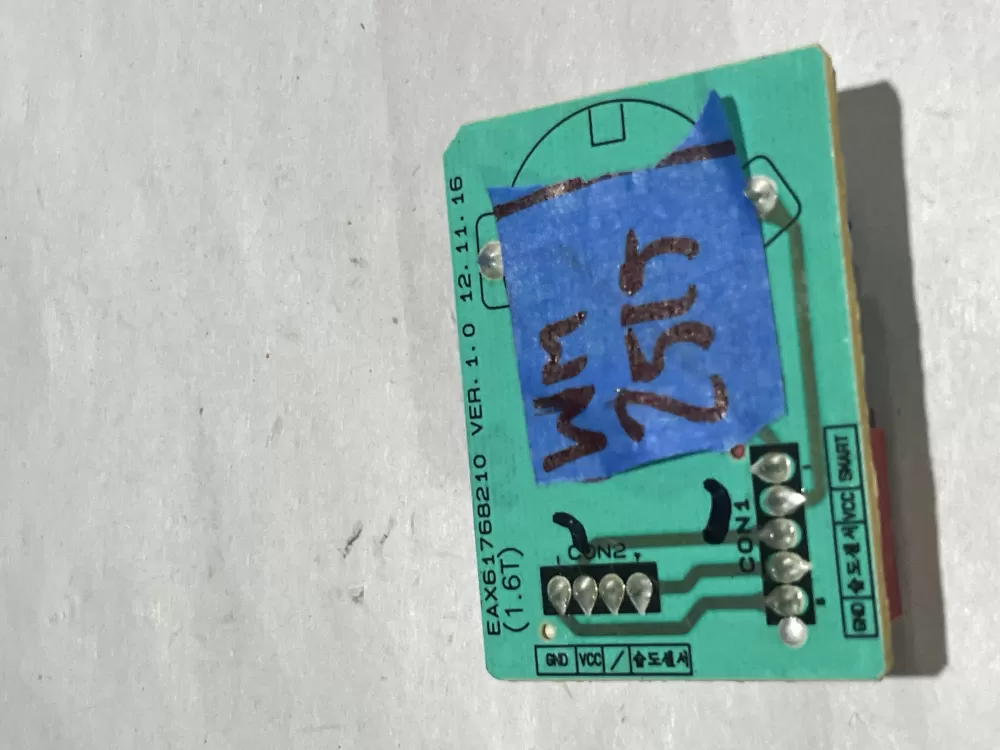 EAX61768210 VER. 1.0 12.11.16
(1.6T)
WM
CON2
CON1
GND VCC / 습도센서
GND 습도센서 VCC SMART